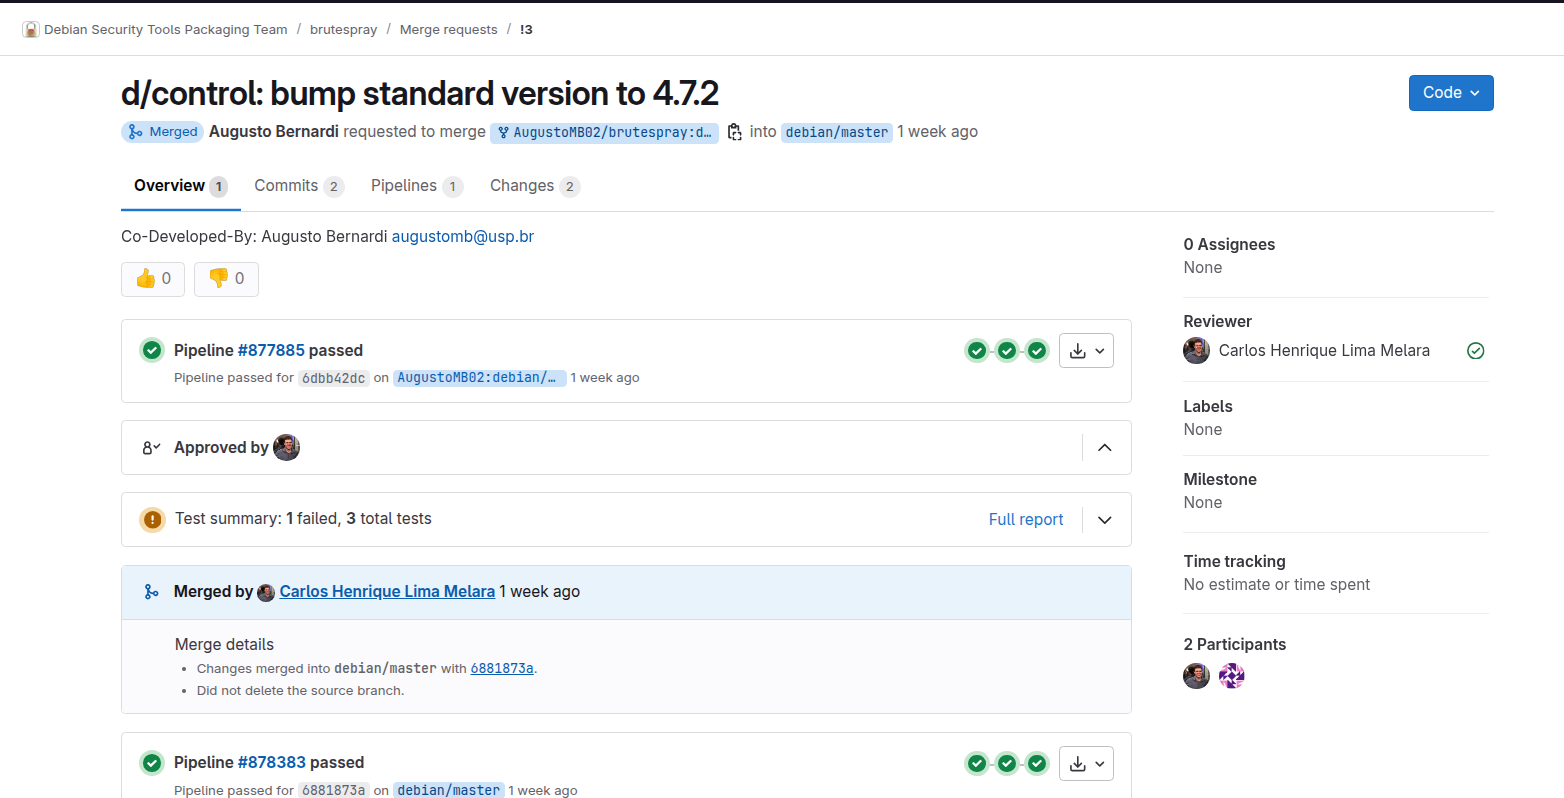 Debian Security Tools Packaging Team / brutespray / Merge requests / !3
d/control: bump standard version to 4.7.2
Code
Merged Augusto Bernardi requested to merge AugustoMB02/brutespray:d… into debian/master 1 week ago
Overview 1 Commits 2 Pipelines 1 Changes 2
Co-Developed-By: Augusto Bernardi augustomb@usp.br
👍 0 👎 0
Pipeline #877885 passed
Pipeline passed for 6dbb42dc on AugustoMB02:debian/… 1 week ago
Approved by
Test summary: 1 failed, 3 total tests Full report
Merged by Carlos Henrique Lima Melara 1 week ago
Merge details
• Changes merged into debian/master with 6881873a.
• Did not delete the source branch.
Pipeline #878383 passed
Pipeline passed for 6881873a on debian/master 1 week ago
0 Assignees
None
Reviewer
Carlos Henrique Lima Melara
Labels
None
Milestone
None
Time tracking
No estimate or time spent
2 Participants